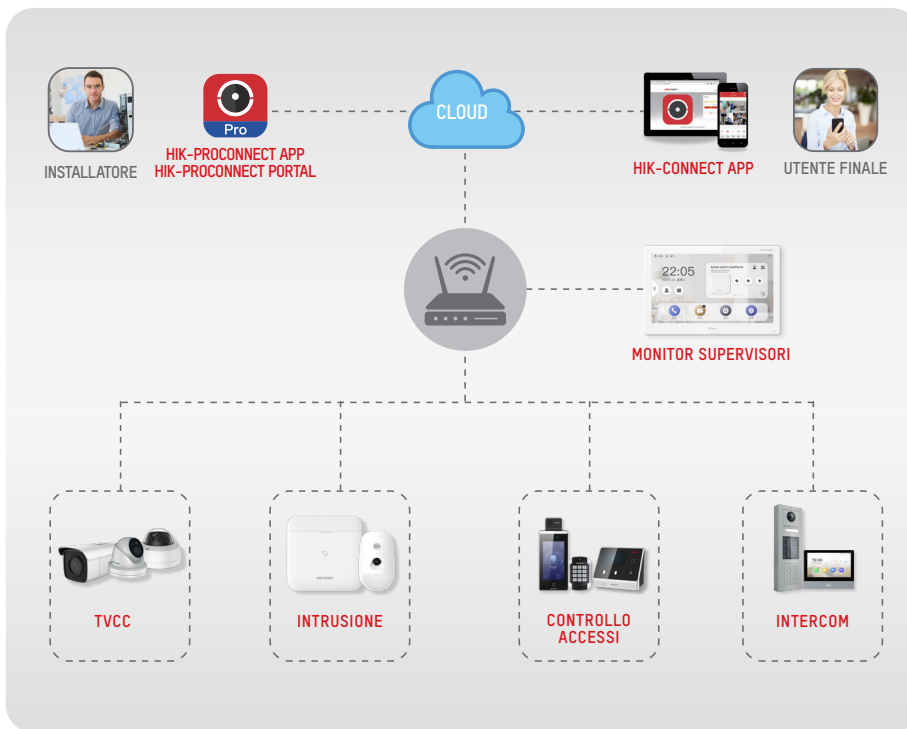 CLOUD
Pro
INSTALLATORE
HIK-PROCONNECT APP
HIK-PROCONNECT PORTAL
HIK-CONNECT APP
UTENTE FINALE
22:05
MONITOR SUPERVISORI
TVCC
INTRUSIONE
CONTROLLO
ACCESSI
INTERCOM